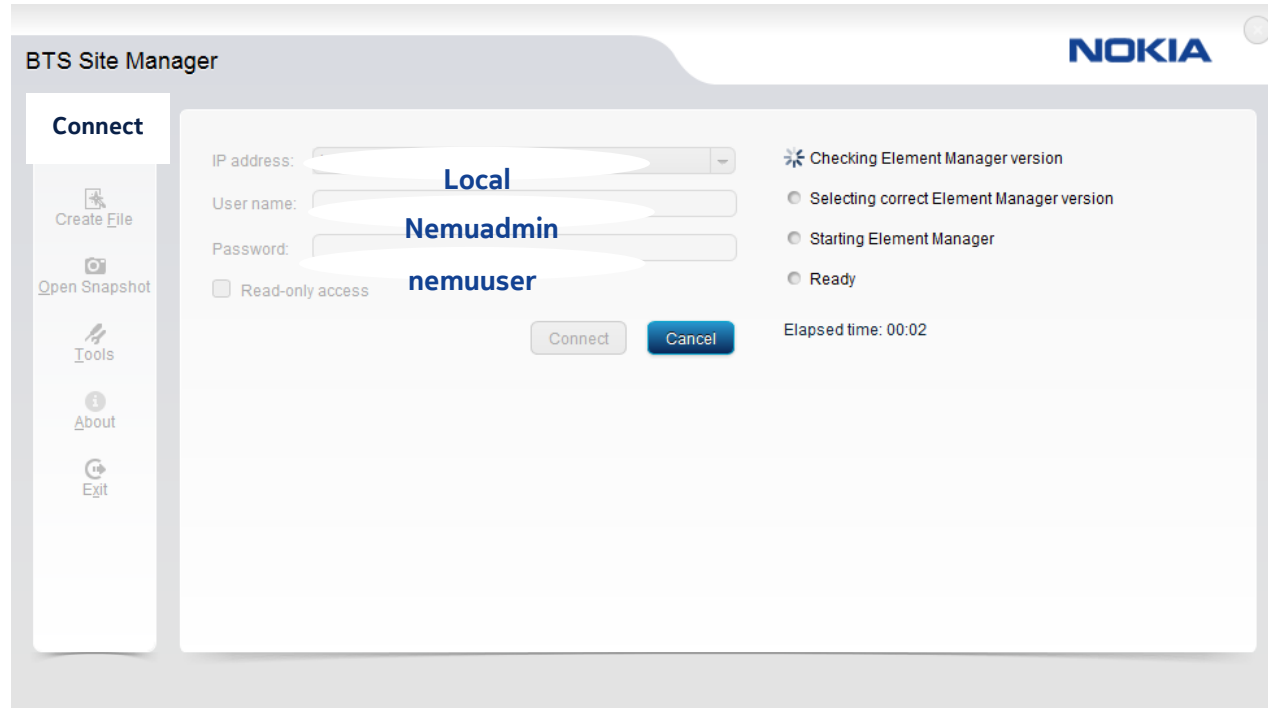 BTS Site Manager
NOKIA
Connect
Create File
Open Snapshot
Tools
About
Exit
IP address:
Local
User name:
Nemuadmin
Password:
nemuuser
Read-only access
Connect
Cancel
Checking Element Manager version
Selecting correct Element Manager version
Starting Element Manager
Ready
Elapsed time: 00:02